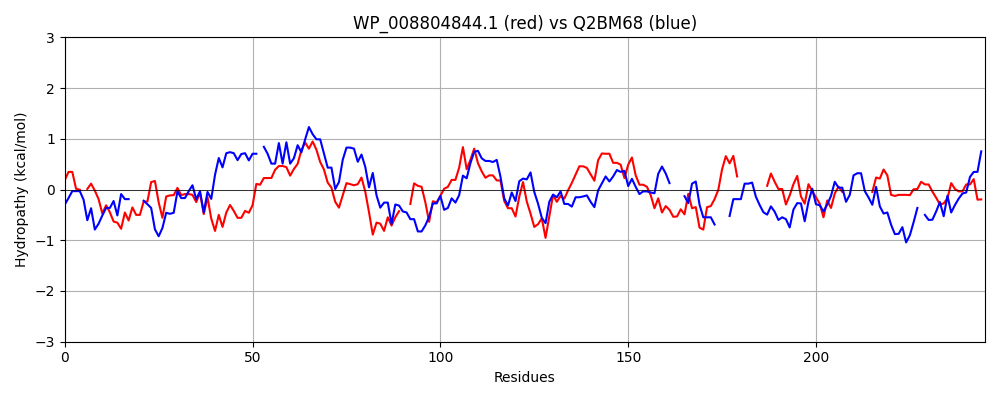 WP_008804844.1 (red) vs Q2BM68 (blue)
Hydropathy (kcal/mol)
3
2
1
0
−1
−2
−3
0 50 100 150 200
Residues